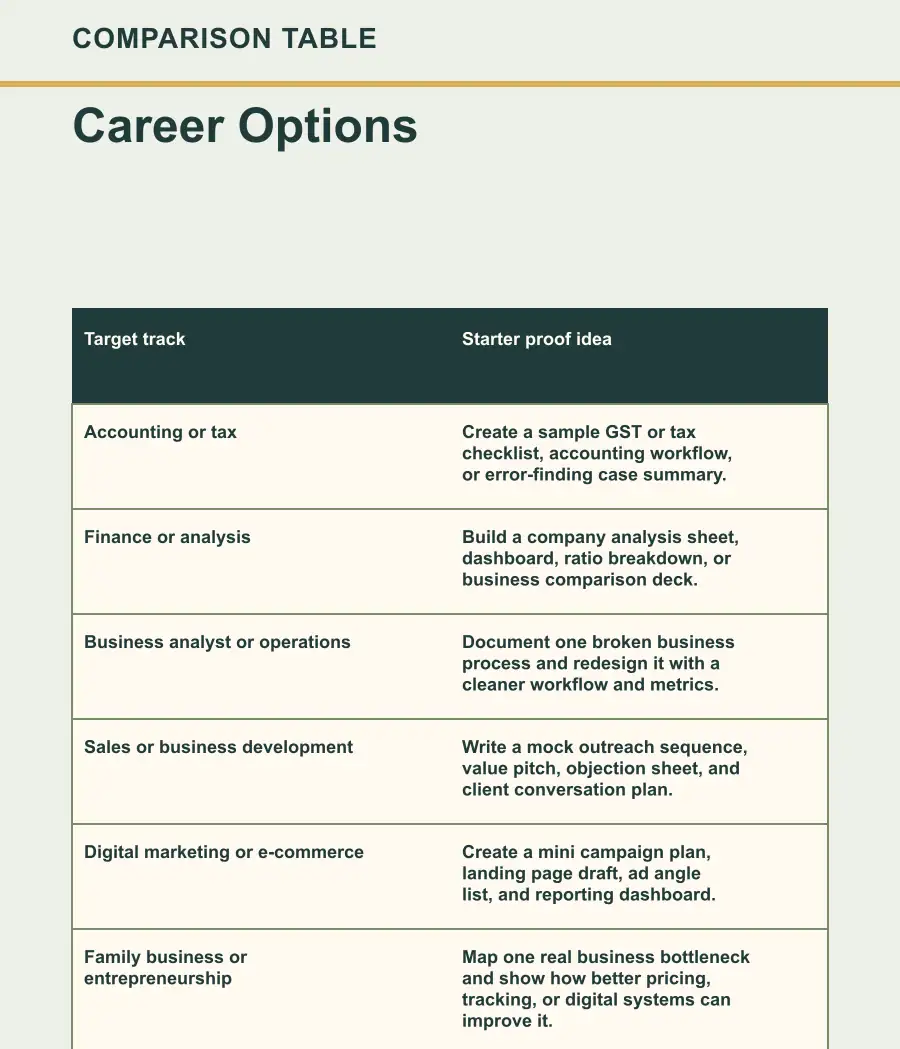 COMPARISON TABLE
Career Options
Target track
Starter proof idea
Accounting or tax
Create a sample GST or tax
checklist, accounting workflow,
or error-finding case summary.
Finance or analysis
Build a company analysis sheet,
dashboard, ratio breakdown, or
business comparison deck.
Business analyst or operations
Document one broken business
process and redesign it with a
cleaner workflow and metrics.
Sales or business development
Write a mock outreach sequence,
value pitch, objection sheet, and
client conversation plan.
Digital marketing or e-commerce
Create a mini campaign plan,
landing page draft, ad angle
list, and reporting dashboard.
Family business or
entrepreneurship
Map one real business bottleneck
and show how better pricing,
tracking, or digital systems can
improve it.